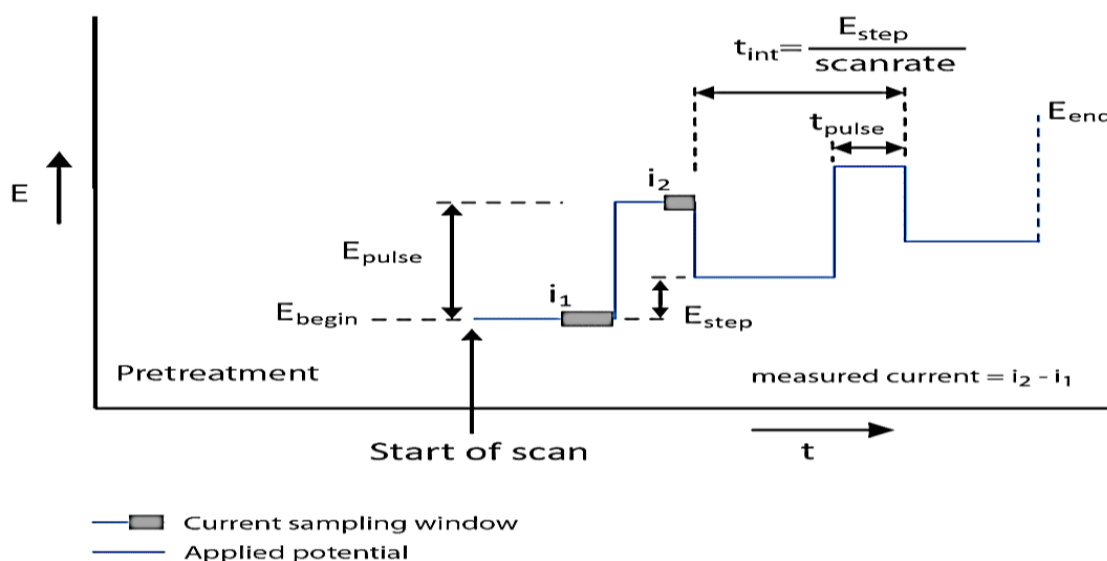 E_step
t_int= scanrate
t_pulse
E_end
E
i_2
E_pulse
i_1
E_begin
E_step
Pretreatment
measured current = i_2 - i_1
Start of scan
t
Current sampling window
Applied potential